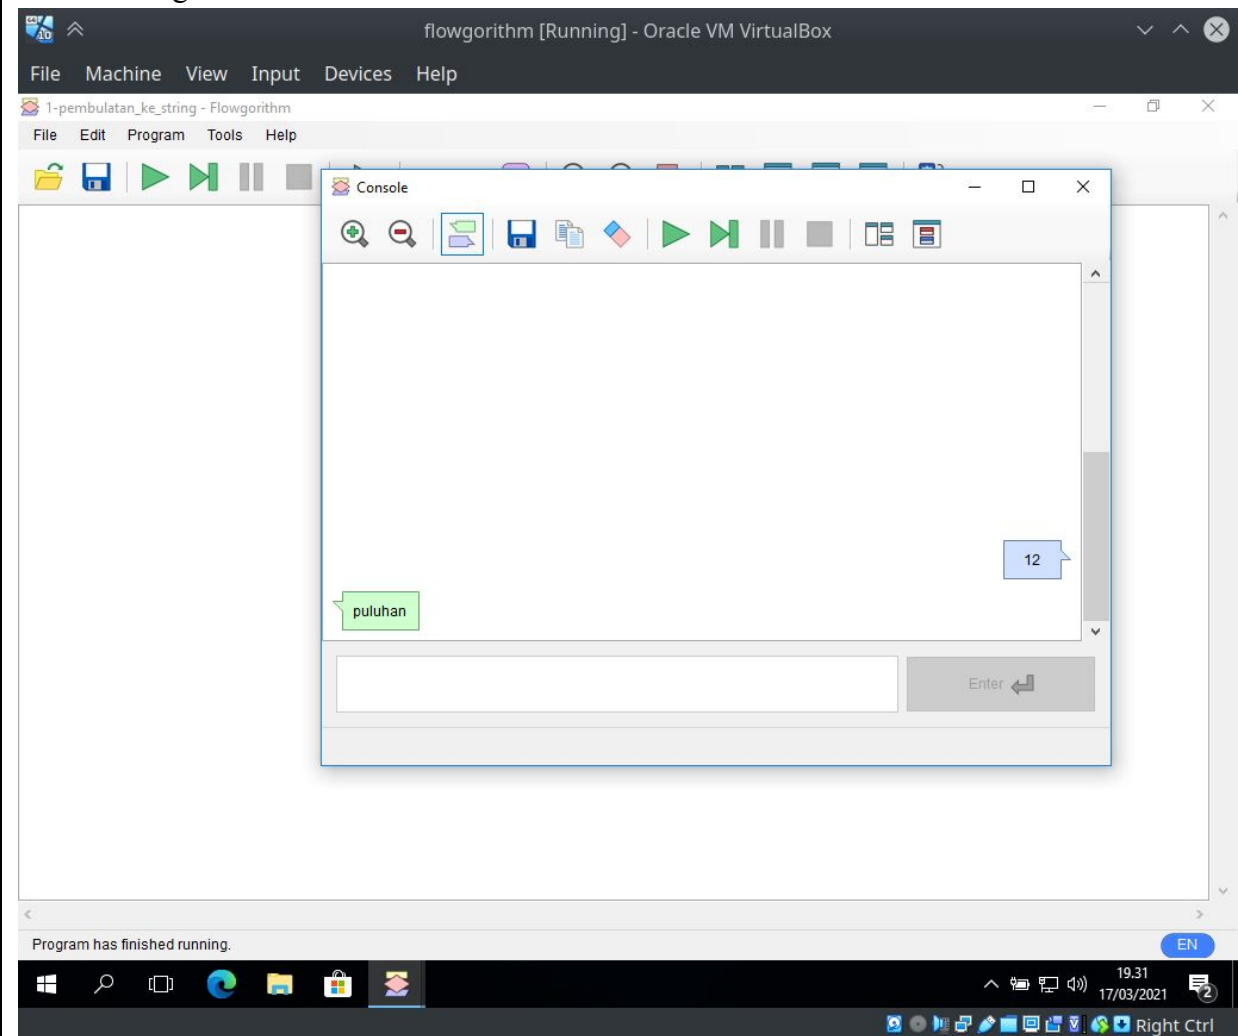 flowgorithm [Running] - Oracle VM VirtualBox
File Machine View Input Devices Help
1-pembulatan_ke_string - Flowgorithm
File Edit Program Tools Help
Console
12
puluhan
Enter
Program has finished running.
EN
19.31
17/03/2021
2
Right Ctrl